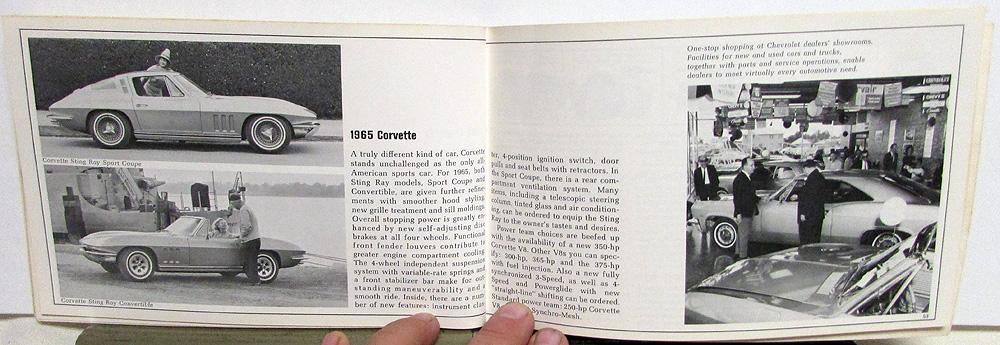 Corvette Sting Ray Sport Coupe
Corvette Sting Ray Convertible
1965 Corvette
A truly different kind of car, Corvette
stands unchallenged as the only all-
American sports car. For 1965, both
Sting Ray models, Sport Coupe and
Convertible, are given further refine-
ments with smoother hood styling,
new grille treatment and sill moldings.
Overall stopping power is greatly en-
hanced by new self-adjusting disc
brakes at all four wheels. Functional
front fender louvers contribute to
greater engine compartment cooling.
The 4-wheel independent suspension
system with variable-rate springs and
a front stabilizer bar make for out-
standing maneuverability and a
smooth ride. Inside, there are a num-
ber of new features: instrument clus-
ter, 4-position ignition switch, door
pulls and seat belts with retractors. In
the Sport Coupe, there is a rear com-
partment ventilation system. Many
items, including a telescopic steering
column, tinted glass and air condition-
ing, can be ordered to equip the Sting
Ray to the owner's tastes and desires.
Power team choices are beefed up
with the availability of a new 350-hp
Corvette V8. Other V8s you can spec-
ify: 300-hp, 365-hp and the 375-hp
with fuel injection. Also a new fully
synchronized 3-Speed, as well as 4-
Speed and Powerglide with new
"straight-line" shifting can be ordered.
Standard power team: 250-hp Corvette
V8, Synchro-Mesh.
One-stop shopping at Chevrolet dealers' showrooms.
Facilities for new and used cars and trucks,
together with parts and service operations, enable
dealers to meet virtually every automotive need.
CHEVROLET
CHEVY II
53